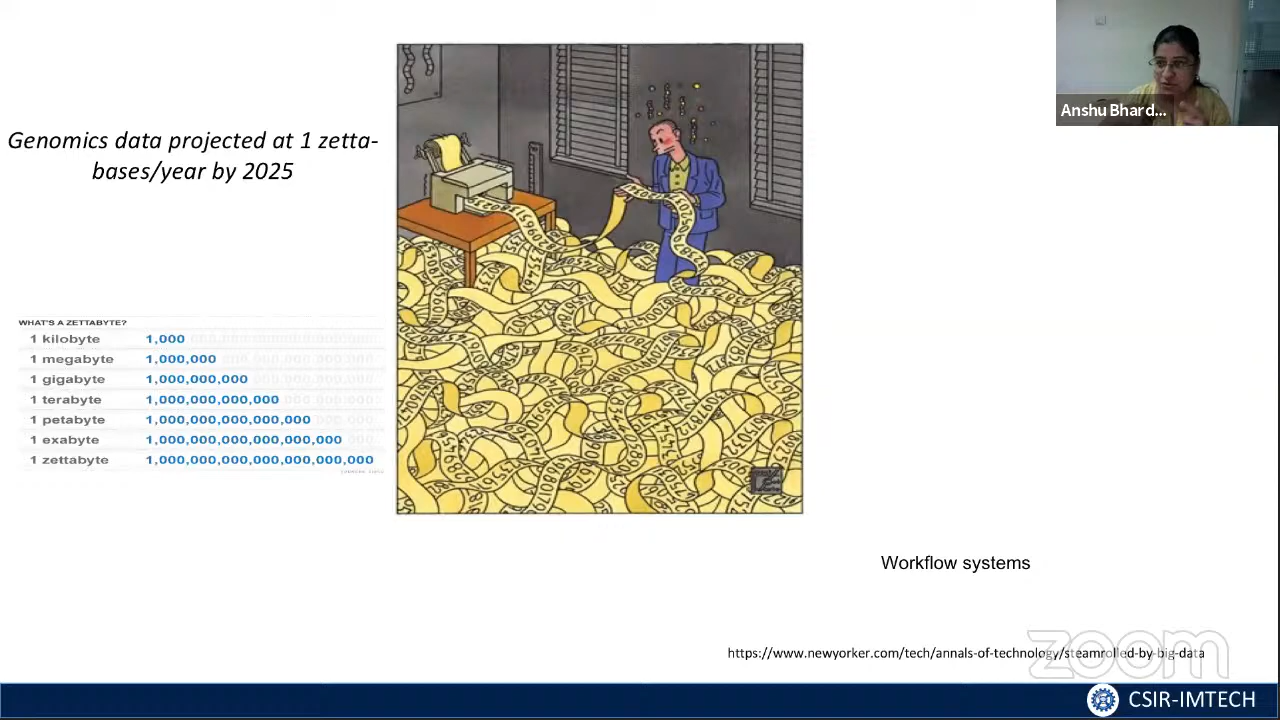 Anshu Bhard...
Genomics data projected at 1 zetta-
bases/year by 2025
WHAT'S A ZETTABYTE?
1 kilobyte 1,000
1 megabyte 1,000,000
1 gigabyte 1,000,000,000
1 terabyte 1,000,000,000,000
1 petabyte 1,000,000,000,000,000
1 exabyte 1,000,000,000,000,000,000
1 zettabyte 1,000,000,000,000,000,000,000
Workflow systems
https://www.newyorker.com/tech/annals-of-technology/steamrolled-by-big-data
zoom
CSIR-IMTECH